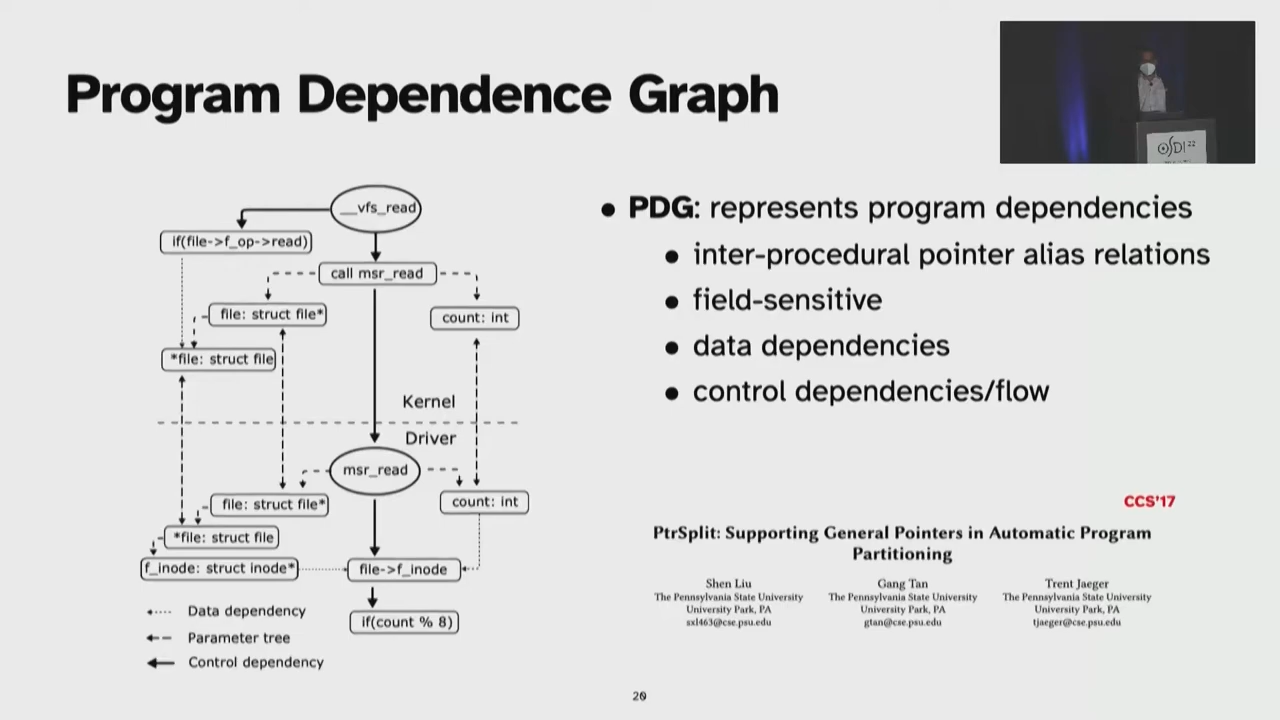 Program Dependence Graph
OSDI 22
__vfs_read
if(file->f_op->read)
call msr_read
file: struct file*
count: int
*file: struct file
Kernel
Driver
msr_read
file: struct file*
count: int
*file: struct file
f_inode: struct inode*
file->f_inode
if(count % 8)
Data dependency
Parameter tree
Control dependency
● PDG: represents program dependencies
● inter-procedural pointer alias relations
● field-sensitive
● data dependencies
● control dependencies/flow
CCS'17
PtrSplit: Supporting General Pointers in Automatic Program
Partitioning
Shen Liu
The Pennsylvania State University
University Park, PA
sxl463@cse.psu.edu
Gang Tan
The Pennsylvania State University
University Park, PA
gtan@cse.psu.edu
Trent Jaeger
The Pennsylvania State University
University Park, PA
tjaeger@cse.psu.edu
20